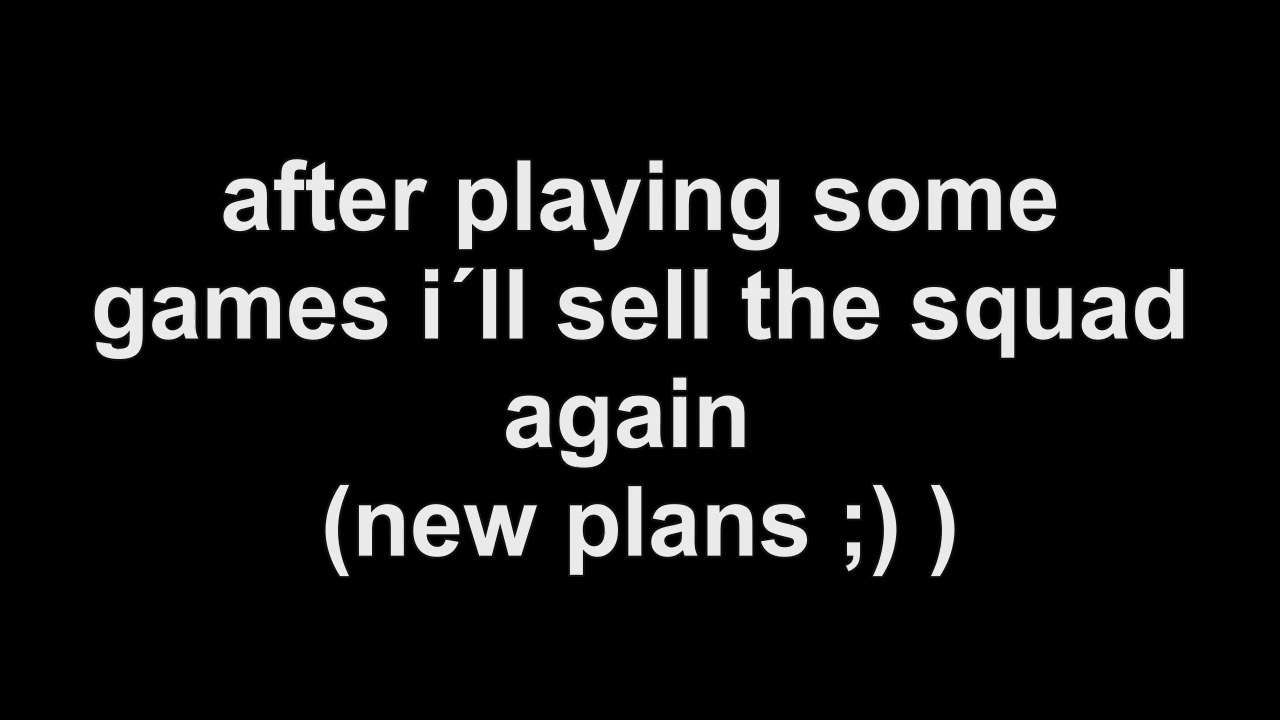 after playing some
games i´ll sell the squad
again
(new plans ;) )